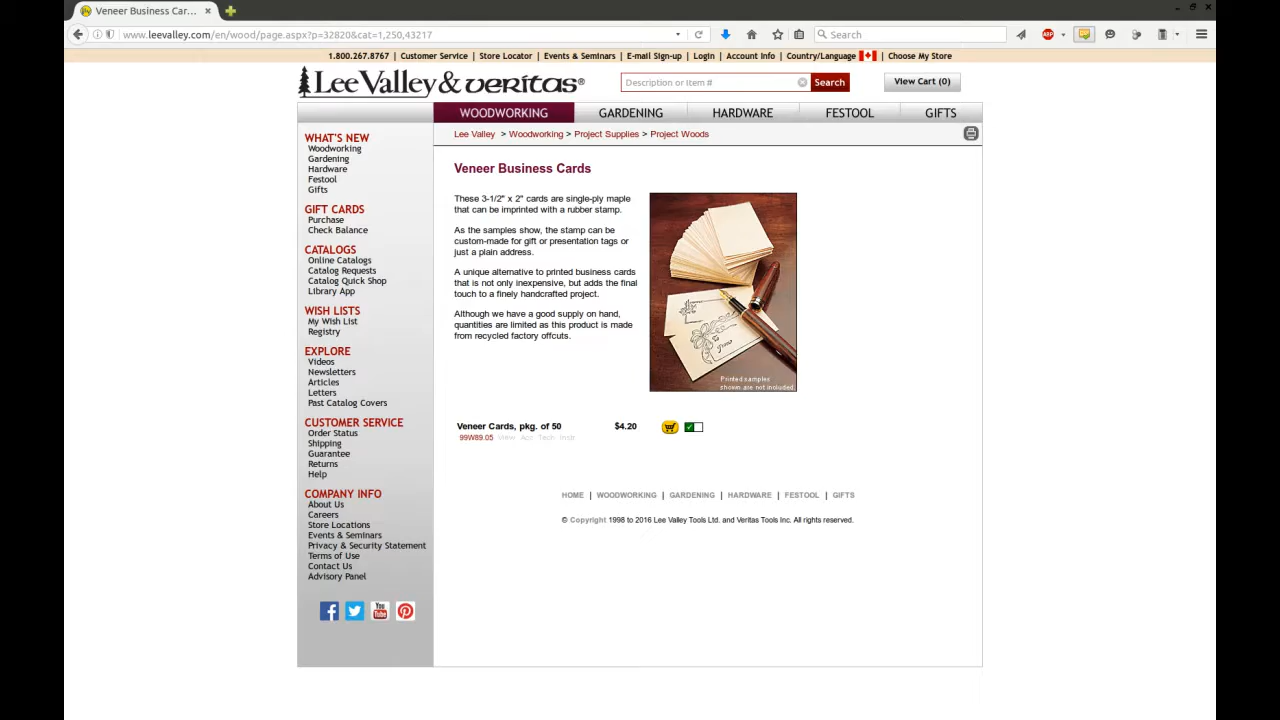 Veneer Business Car...
www.leevalley.com/en/wood/page.aspx?p=32820&cat=1,250,43217
Search
ABP
1.800.267.8767 | Customer Service | Store Locator | Events & Seminars | E-mail Sign-up | Login | Account Info | Country/Language | Choose My Store
Lee Valley & veritas®
Description or Item #
Search
View Cart (0)
WOODWORKING
GARDENING
HARDWARE
FESTOOL
GIFTS
Lee Valley > Woodworking > Project Supplies > Project Woods
WHAT'S NEW
Woodworking
Gardening
Hardware
Festool
Gifts
GIFT CARDS
Purchase
Check Balance
CATALOGS
Online Catalogs
Catalog Requests
Catalog Quick Shop
Library App
WISH LISTS
My Wish List
Registry
EXPLORE
Videos
Newsletters
Articles
Letters
Past Catalog Covers
CUSTOMER SERVICE
Order Status
Shipping
Guarantee
Returns
Help
COMPANY INFO
About Us
Careers
Store Locations
Events & Seminars
Privacy & Security Statement
Terms of Use
Contact Us
Advisory Panel
You
Tube
Veneer Business Cards
These 3-1/2" x 2" cards are single-ply maple
that can be imprinted with a rubber stamp.
As the samples show, the stamp can be
custom-made for gift or presentation tags or
just a plain address.
A unique alternative to printed business cards
that is not only inexpensive, but adds the final
touch to a finely handcrafted project.
Although we have a good supply on hand,
quantities are limited as this product is made
from recycled factory offcuts.
To
From
Printed samples
shown are not included.
Veneer Cards, pkg. of 50 $4.20
99W89.05 View Acc Tech Instr
HOME | WOODWORKING | GARDENING | HARDWARE | FESTOOL | GIFTS
© Copyright 1998 to 2016 Lee Valley Tools Ltd. and Veritas Tools Inc. All rights reserved.